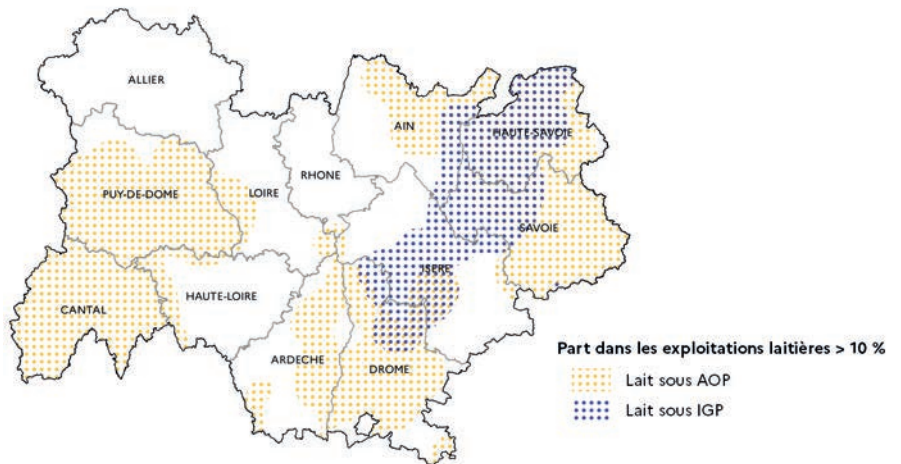 ALLIER
AIN
HAUTE-SAVOIE
RHONE
PUY-DE-DOME
LOIRE
SAVOIE
ISERE
HAUTE-LOIRE
CANTAL
ARDECHE
DROME
Part dans les exploitations laitières > 10 %
Lait sous AOP
Lait sous IGP